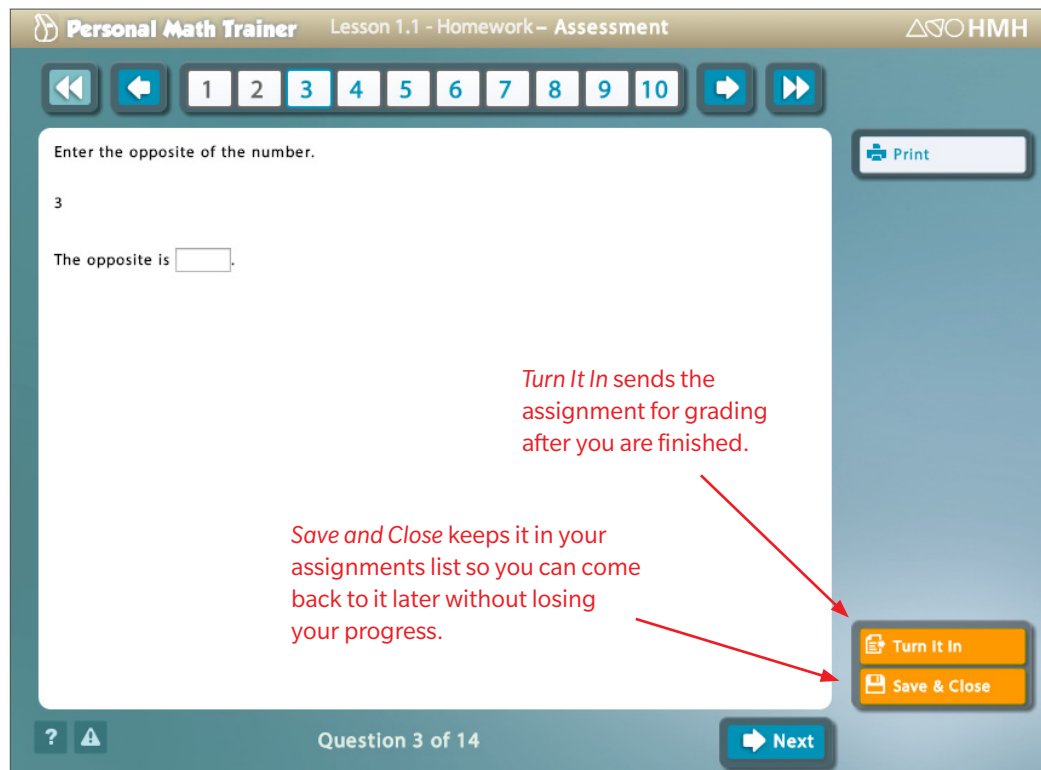 Personal Math Trainer Lesson 1.1 - Homework – Assessment HMH
1 2 3 4 5 6 7 8 9 10
Enter the opposite of the number.
Print
3
The opposite is .
Turn It In sends the
assignment for grading
after you are finished.
Save and Close keeps it in your
assignments list so you can come
back to it later without losing
your progress.
Turn It In
Save & Close
? Question 3 of 14 Next